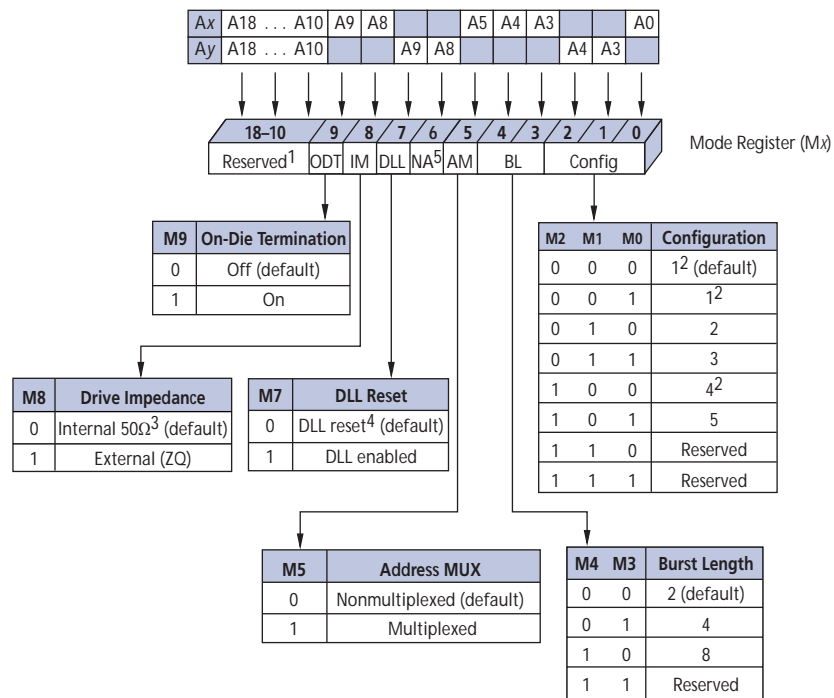 Ax A18 . . . A10 A9 A8 A5 A4 A3 A0
Ay A18 . . . A10 A9 A8 A4 A3
18–10 9 8 7 6 5 4 3 2 1 0
Reserved1 ODT IM DLL NA5 AM BL Config
Mode Register (Mx)
M9 On-Die Termination
0 Off (default)
1 On
M2 M1 M0 Configuration
0 0 0 12 (default)
0 0 1 12
0 1 0 2
0 1 1 3
1 0 0 42
1 0 1 5
1 1 0 Reserved
1 1 1 Reserved
M8 Drive Impedance
0 Internal 50Ω3 (default)
1 External (ZQ)
M7 DLL Reset
0 DLL reset4 (default)
1 DLL enabled
M5 Address MUX
0 Nonmultiplexed (default)
1 Multiplexed
M4 M3 Burst Length
0 0 2 (default)
0 1 4
1 0 8
1 1 Reserved